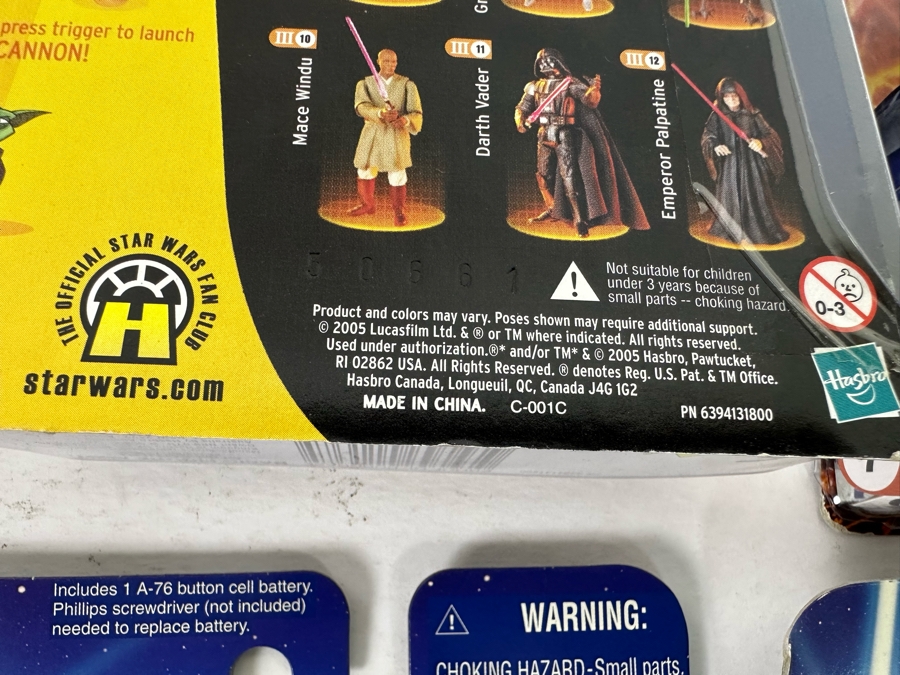 press trigger to launch
CANNON!
Gr
III 10
Mace Windu
III 11
Darth Vader
III 12
Emperor Palpatine
THE OFFICIAL STAR WARS FAN CLUB
H
starwars.com
50661
Not suitable for children
under 3 years because of
small parts -- choking hazard.
0-3
Product and colors may vary. Poses shown may require additional support.
© 2005 Lucasfilm Ltd. & ® or TM where indicated. All rights reserved.
Used under authorization.®* and/or TM* & © 2005 Hasbro, Pawtucket,
RI 02862 USA. All Rights Reserved. ® denotes Reg. U.S. Pat. & TM Office.
Hasbro Canada, Longueuil, QC, Canada J4G 1G2
MADE IN CHINA. C-001C
PN 6394131800
Hasbro
Includes 1 A-76 button cell battery.
Phillips screwdriver (not included)
needed to replace battery.
WARNING:
CHOKING HAZARD-Small parts.